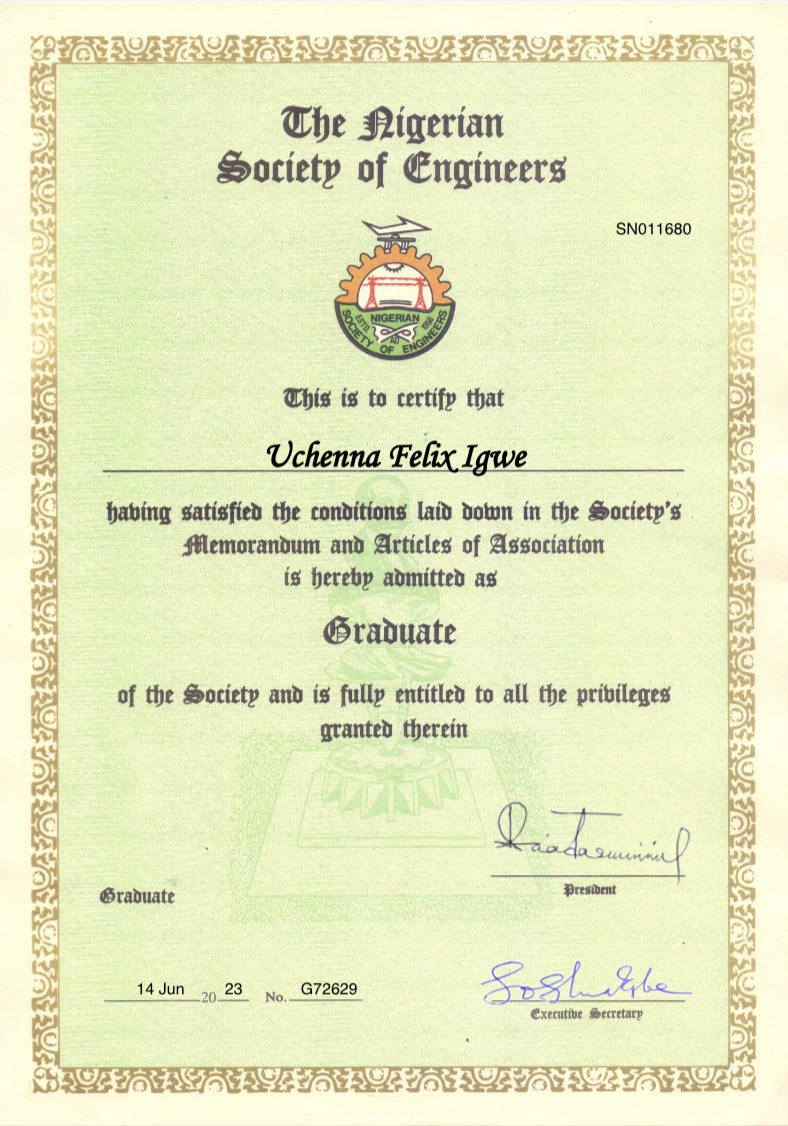 The Nigerian
Society of Engineers
SN011680
NIGERIAN
ESTD. AD 1958
SOCIETY OF ENGINEERS
This is to certify that
Uchenna Felix Igwe
having satisfied the conditions laid down in the Society's
Memorandum and Articles of Association
is hereby admitted as
Graduate
of the Society and is fully entitled to all the privileges
granted therein
President
Graduate
14 Jun 20 23 No. G72629
Executive Secretary